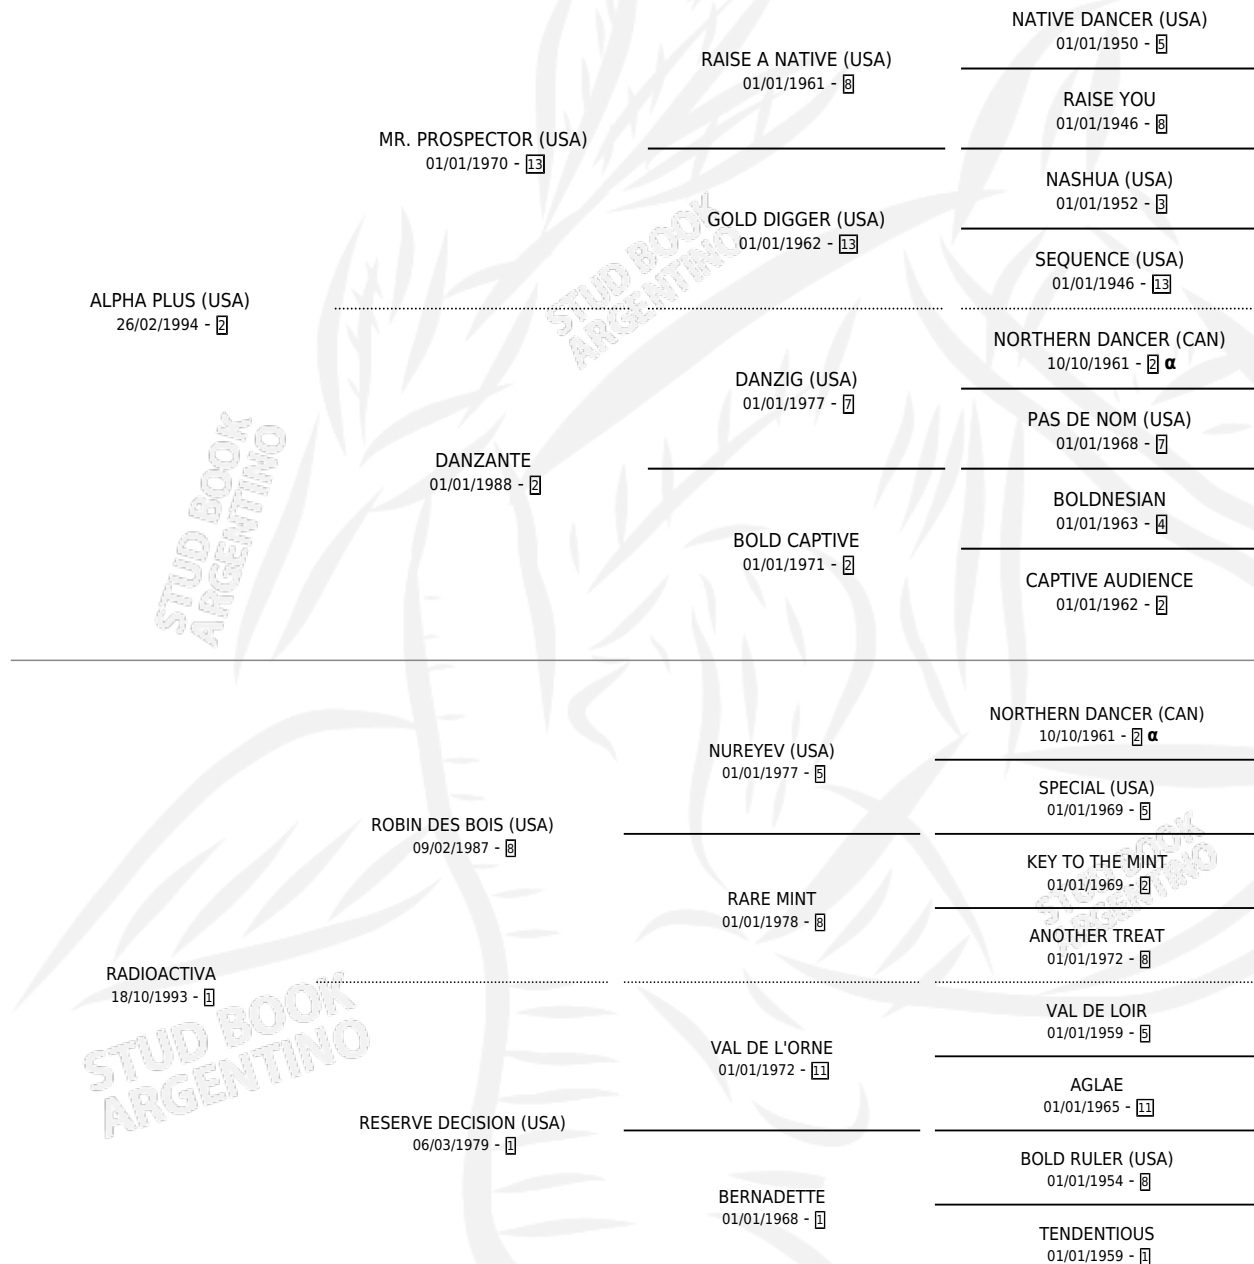 NATIVE DANCER (USA)
01/01/1950 - 5
RAISE A NATIVE (USA)
01/01/1961 - 8
RAISE YOU
01/01/1946 - 8
MR. PROSPECTOR (USA)
01/01/1970 - 13
NASHUA (USA)
01/01/1952 - 3
GOLD DIGGER (USA)
01/01/1962 - 13
SEQUENCE (USA)
01/01/1946 - 13
ALPHA PLUS (USA)
26/02/1994 - 2
NORTHERN DANCER (CAN)
10/10/1961 - 2 α
DANZIG (USA)
01/01/1977 - 7
PAS DE NOM (USA)
01/01/1968 - 7
DANZANTE
01/01/1988 - 2
BOLDNESIAN
01/01/1963 - 4
BOLD CAPTIVE
01/01/1971 - 2
CAPTIVE AUDIENCE
01/01/1962 - 2
NORTHERN DANCER (CAN)
10/10/1961 - 2 α
NUREYEV (USA)
01/01/1977 - 5
SPECIAL (USA)
01/01/1969 - 5
ROBIN DES BOIS (USA)
09/02/1987 - 8
KEY TO THE MINT
01/01/1969 - 2
RARE MINT
01/01/1978 - 8
ANOTHER TREAT
01/01/1972 - 8
RADIOACTIVA
18/10/1993 - 1
VAL DE LOIR
01/01/1959 - 5
VAL DE L'ORNE
01/01/1972 - 11
AGLAE
01/01/1965 - 11
RESERVE DECISION (USA)
06/03/1979 - 1
BOLD RULER (USA)
01/01/1954 - 8
BERNADETTE
01/01/1968 - 1
TENDENTIOUS
01/01/1959 - 1
STUD BOOK
ARGENTINO
STUD BOOK
ARGENTINO
STUD BOOK
ARGENTINO
STUD BOOK
ARGENTINO